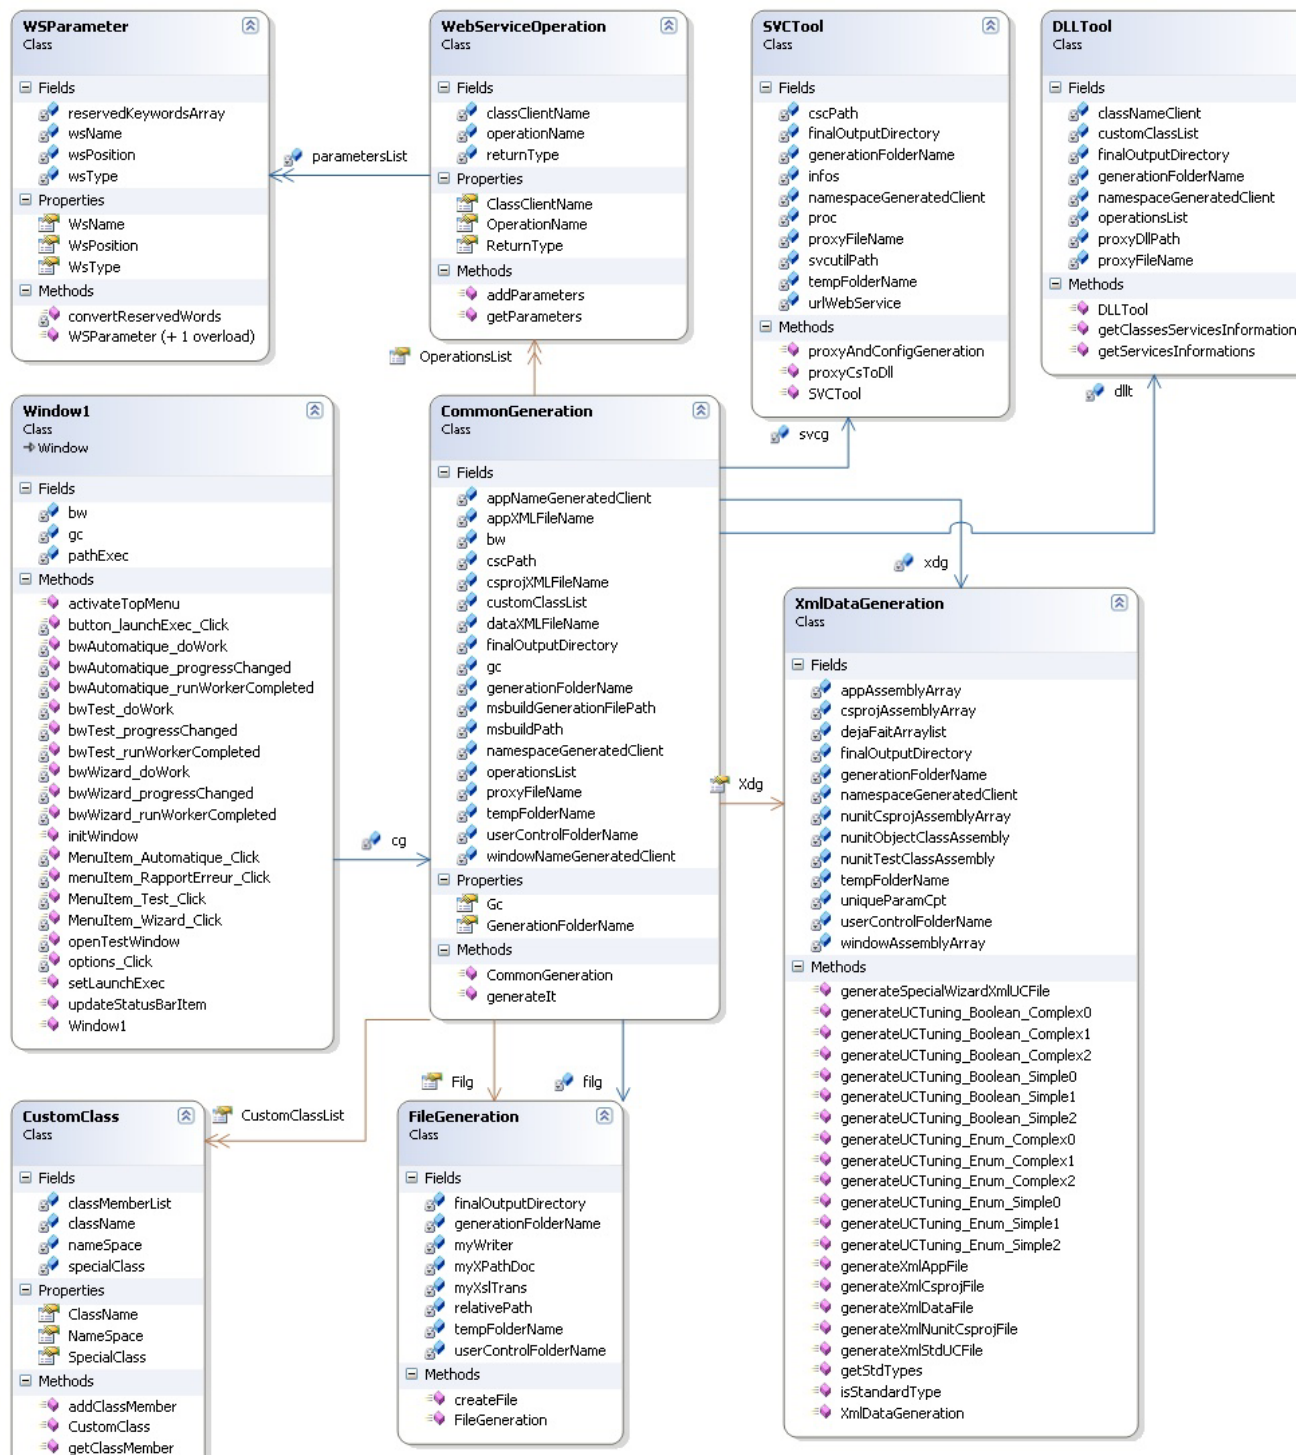 WSParameter
Class
Fields
reservedKeywordsArray
wsName
wsPosition
wsType
Properties
WsName
WsPosition
WsType
Methods
convertReservedWords
WSParameter (+ 1 overload)
parametersList
WebServiceOperation
Class
Fields
classClientName
operationName
returnType
Properties
ClassClientName
OperationName
ReturnType
Methods
addParameters
getParameters
OperationsList
SVCTool
Class
Fields
cscPath
finalOutputDirectory
generationFolderName
infos
namespaceGeneratedClient
proc
proxyFileName
svcutilPath
tempFolderName
urlWebService
Methods
proxyAndConfigGeneration
proxyCsToDll
SVCTool
svcg
DLLTool
Class
Fields
classNameClient
customClassList
finalOutputDirectory
generationFolderName
namespaceGeneratedClient
operationsList
proxyDllPath
proxyFileName
Methods
DLLTool
getClassesServicesInformation
getServicesInformations
dllt
Window1
Class
Window
Fields
bw
gc
pathExec
Methods
activateTopMenu
button_launchExec_Click
bwAutomatique_doWork
bwAutomatique_progressChanged
bwAutomatique_runWorkerCompleted
bwTest_doWork
bwTest_progressChanged
bwTest_runWorkerCompleted
bwWizard_doWork
bwWizard_progressChanged
bwWizard_runWorkerCompleted
initWindow
MenuItem_Automatique_Click
menuItem_RapportErreur_Click
MenuItem_Test_Click
MenuItem_Wizard_Click
openTestWindow
options_Click
setLaunchExec
updateStatusBarItem
Window1
cg
CommonGeneration
Class
Fields
appNameGeneratedClient
appXMLFileName
bw
cscPath
csprojXMLFileName
customClassList
dataXMLFileName
finalOutputDirectory
gc
generationFolderName
msbuildGenerationFilePath
msbuildPath
namespaceGeneratedClient
operationsList
proxyFileName
tempFolderName
userControlFolderName
windowNameGeneratedClient
Properties
Gc
GenerationFolderName
Methods
CommonGeneration
generateIt
xdg
Xdg
XmlDataGeneration
Class
Fields
appAssemblyArray
csprojAssemblyArray
dejaFaitArraylist
finalOutputDirectory
generationFolderName
namespaceGeneratedClient
nunitCsprojAssemblyArray
nunitObjectClassAssembly
nunitTestClassAssembly
tempFolderName
uniqueParamCpt
userControlFolderName
windowAssemblyArray
Methods
generateSpecialWizardXmlUCFile
generateUCTuning_Boolean_Complex0
generateUCTuning_Boolean_Complex1
generateUCTuning_Boolean_Complex2
generateUCTuning_Boolean_Simple0
generateUCTuning_Boolean_Simple1
generateUCTuning_Boolean_Simple2
generateUCTuning_Enum_Complex0
generateUCTuning_Enum_Complex1
generateUCTuning_Enum_Complex2
generateUCTuning_Enum_Simple0
generateUCTuning_Enum_Simple1
generateUCTuning_Enum_Simple2
generateXmlAppFile
generateXmlCsprojFile
generateXmlDataFile
generateXmlNunitCsprojFile
generateXmlStdUCFile
getStdTypes
isStandardType
XmlDataGeneration
CustomClass
Class
Fields
classMemberList
className
nameSpace
specialClass
Properties
ClassName
NameSpace
SpecialClass
Methods
addClassMember
CustomClass
getClassMember
CustomClassList
Filg
filg
FileGeneration
Class
Fields
finalOutputDirectory
generationFolderName
myWriter
myXPathDoc
myXslTrans
relativePath
tempFolderName
userControlFolderName
Methods
createFile
FileGeneration